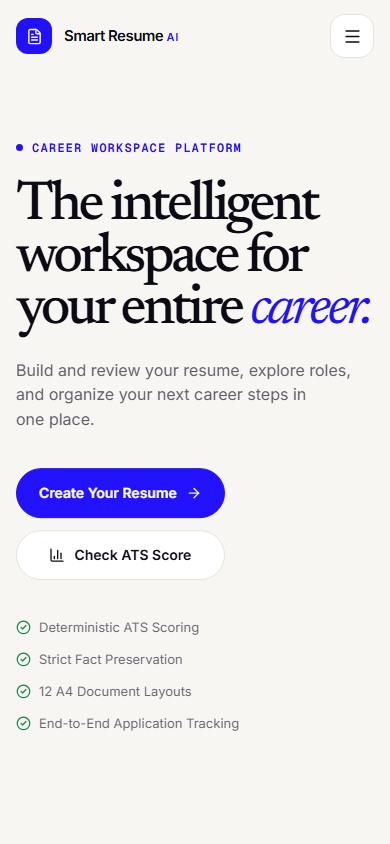 Smart Resume AI
CAREER WORKSPACE PLATFORM
The intelligent
workspace for
your entire career.
Build and review your resume, explore roles,
and organize your next career steps in
one place.
Create Your Resume
Check ATS Score
Deterministic ATS Scoring
Strict Fact Preservation
12 A4 Document Layouts
End-to-End Application Tracking